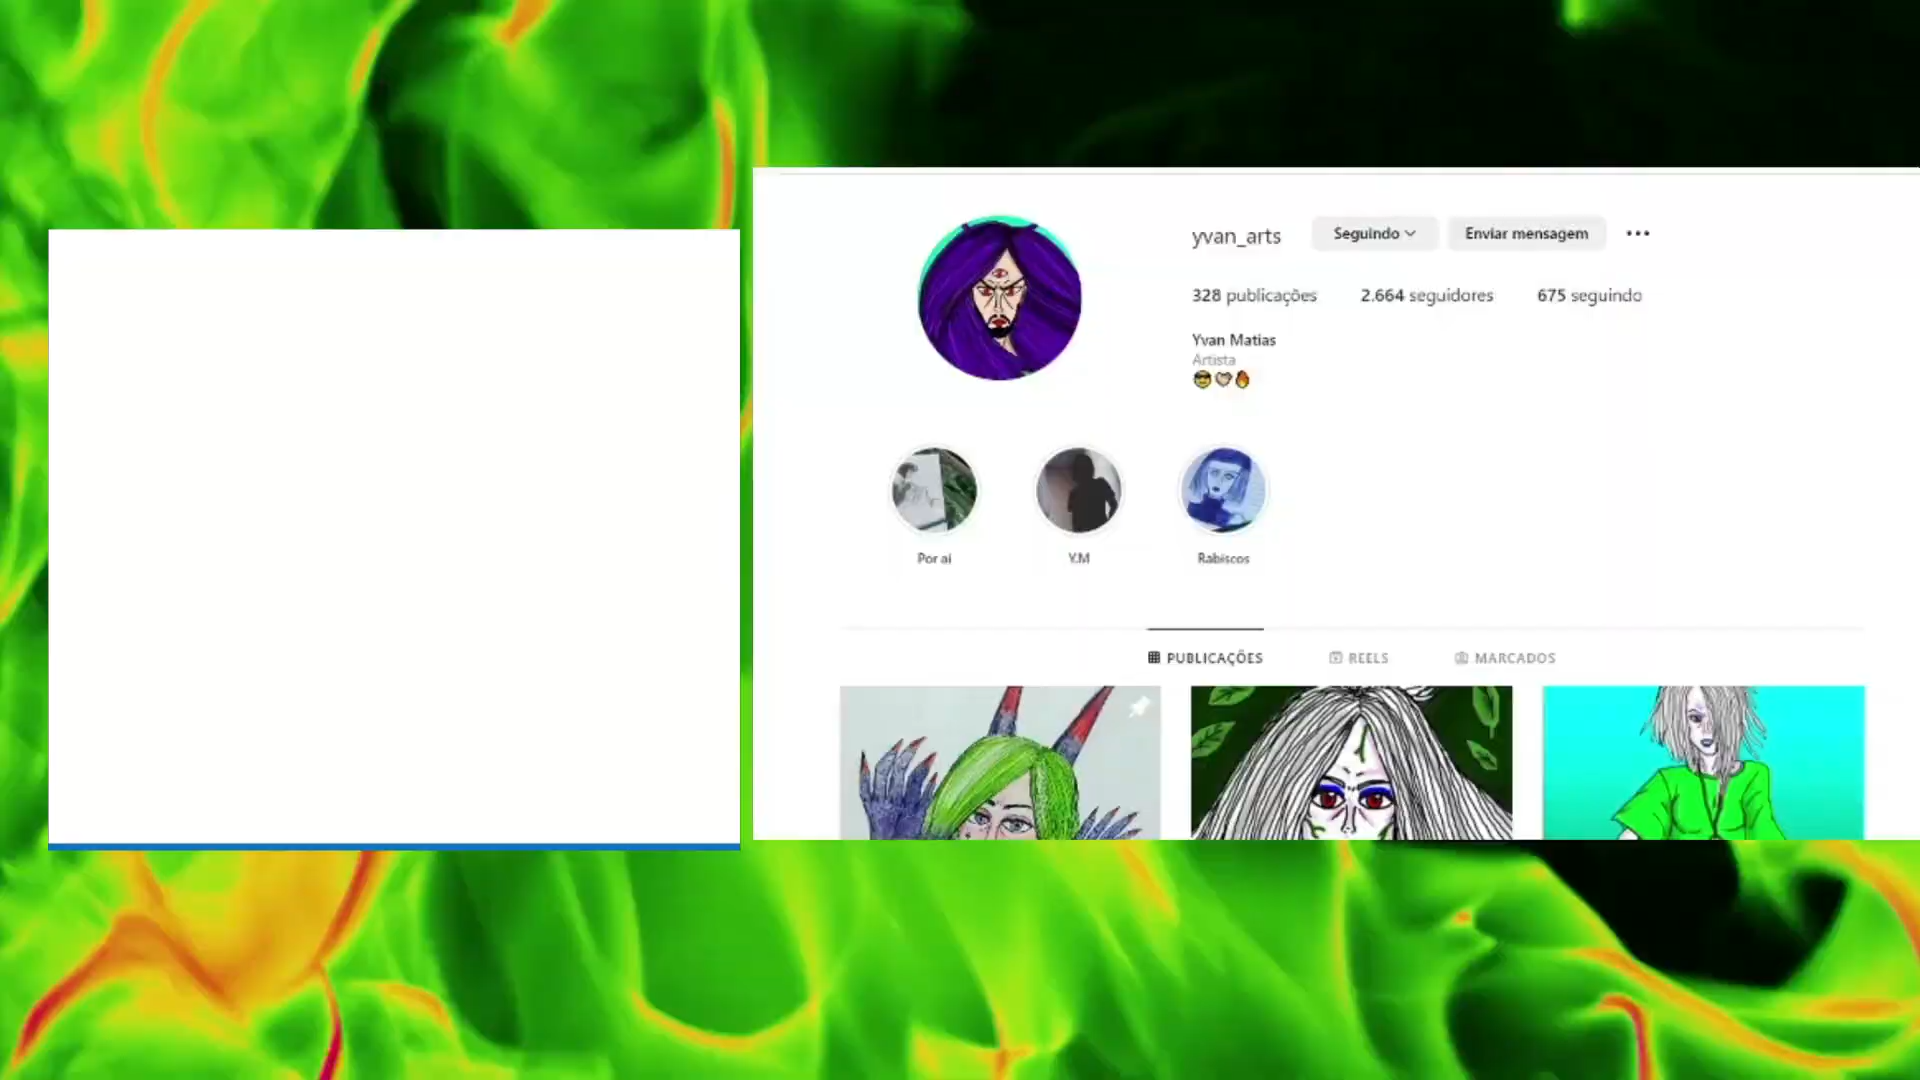 yvan_arts Seguindo Enviar mensagem
328 publicações 2.664 seguidores 675 seguindo
Yvan Matias
Artista
Por ai Y.M Rabiscos
PUBLICAÇÕES REELS MARCADOS